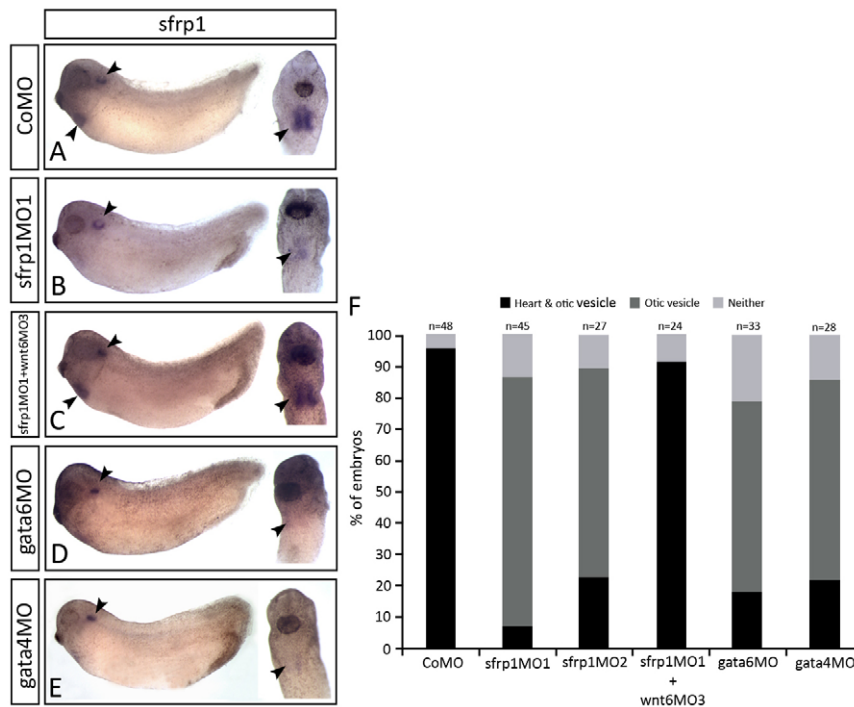 sfrp1
CoMO
A
sfrp1MO1
B
sfrp1MO1+wnt6MO3
C
gata6MO
D
gata4MO
E
F
Heart & otic vesicle Otic vesicle Neither
n=48 n=45 n=27 n=24 n=33 n=28
% of embryos
100
90
80
70
60
50
40
30
20
10
0
CoMO sfrp1MO1 sfrp1MO2 sfrp1MO1 + wnt6MO3 gata6MO gata4MO